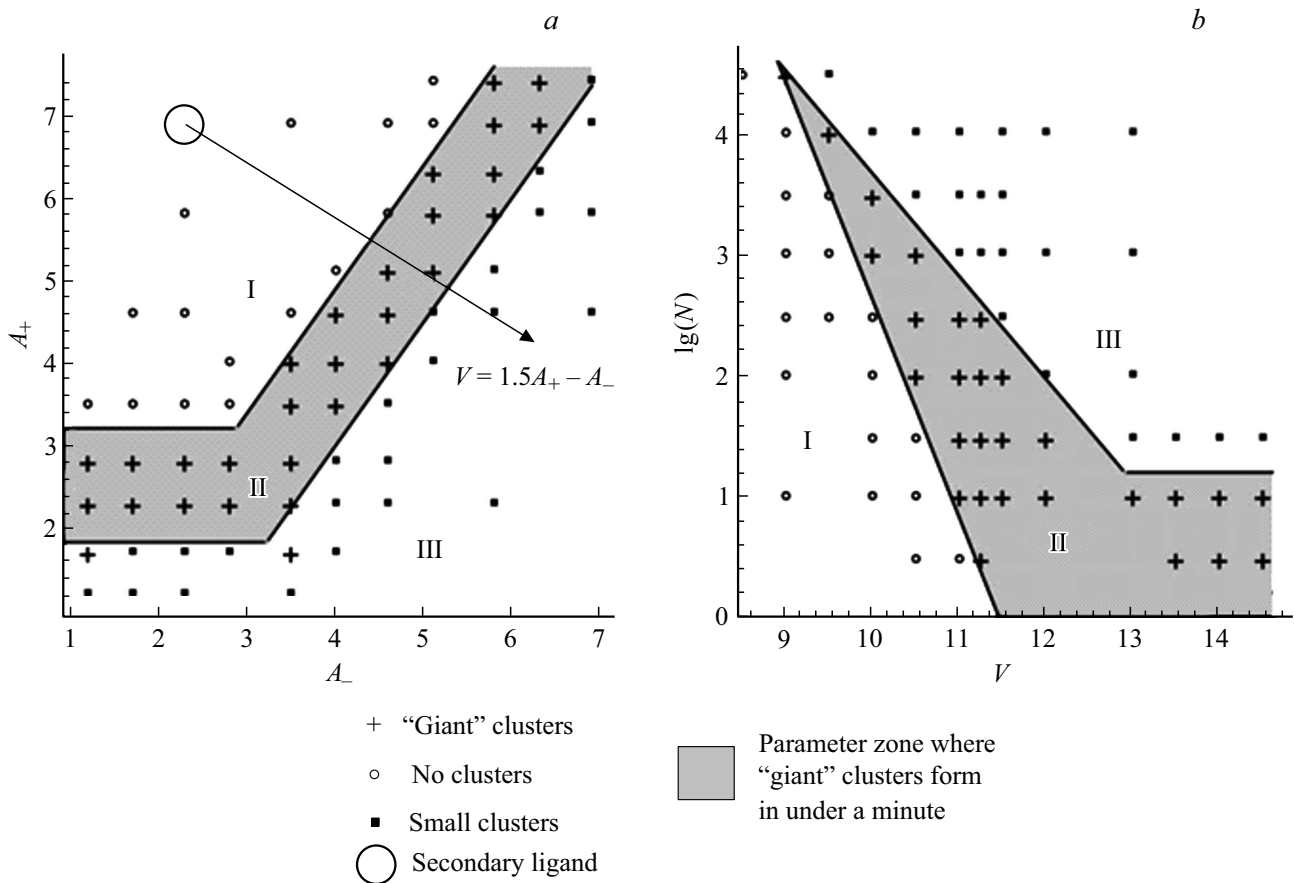 a
b
7
6
5
4
3
2
A+
I
II
III
V = 1.5A+ – A–
1 2 3 4 5 6 7
A–
4
3
2
1
0
lg(N)
I
II
III
9 10 11 12 13 14
V
+ “Giant” clusters
No clusters
Small clusters
Secondary ligand
Parameter zone where
“giant” clusters form
in under a minute